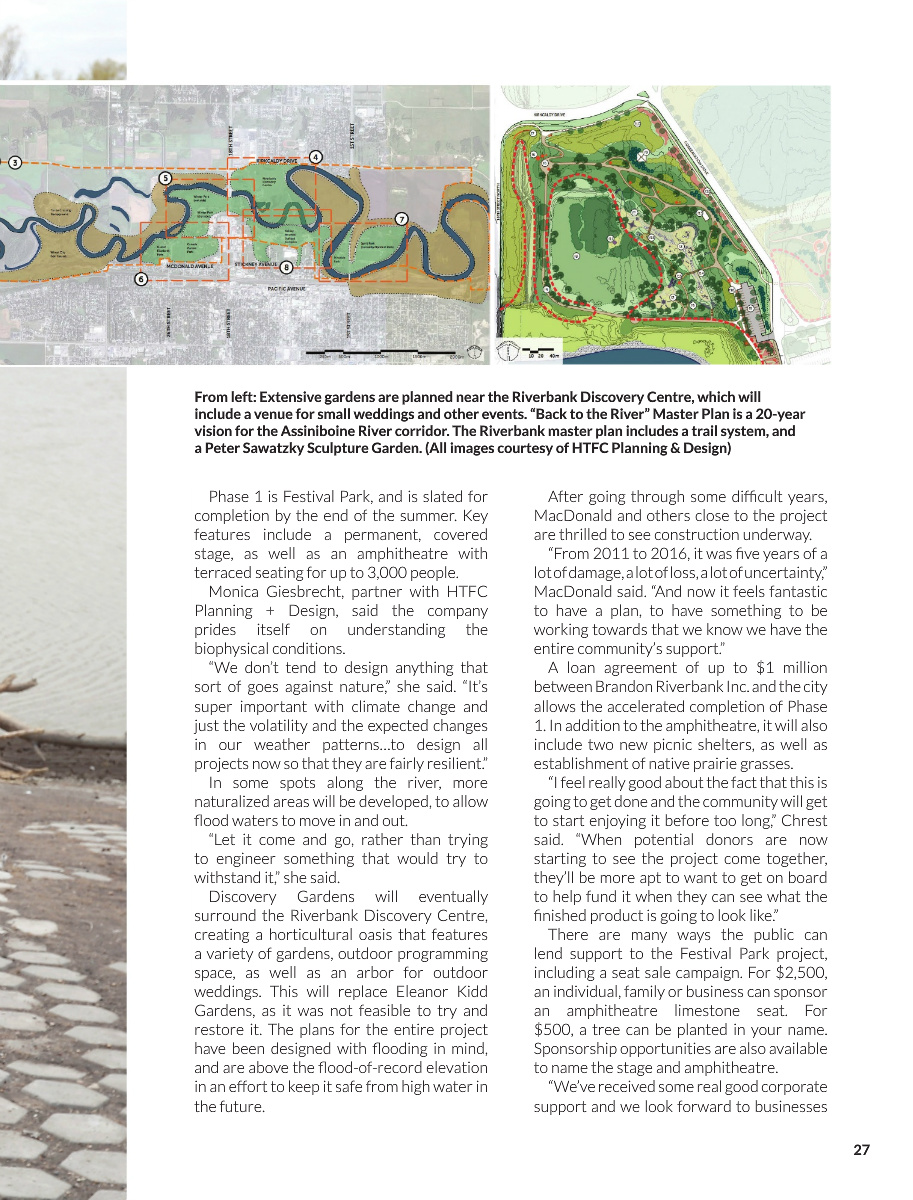 3
5
4
7
6
8
18TH STREET
1ST STREET
KIRKCALDY DRIVE
MCDONALD AVENUE
STICKNEY AVENUE
PACIFIC AVENUE
26TH STREET
18TH STREET
1ST STREET
KIRKCALDY DRIVE
10 20 40m
From left: Extensive gardens are planned near the Riverbank Discovery Centre, which will
include a venue for small weddings and other events. “Back to the River” Master Plan is a 20-year
vision for the Assiniboine River corridor. The Riverbank master plan includes a trail system, and
a Peter Sawatzky Sculpture Garden. (All images courtesy of HTFC Planning & Design)
Phase 1 is Festival Park, and is slated for
completion by the end of the summer. Key
features include a permanent, covered
stage, as well as an amphitheatre with
terraced seating for up to 3,000 people.
Monica Giesbrecht, partner with HTFC
Planning + Design, said the company
prides itself on understanding the
biophysical conditions.
“We don’t tend to design anything that
sort of goes against nature,” she said. “It’s
super important with climate change and
just the volatility and the expected changes
in our weather patterns...to design all
projects now so that they are fairly resilient.”
In some spots along the river, more
naturalized areas will be developed, to allow
flood waters to move in and out.
“Let it come and go, rather than trying
to engineer something that would try to
withstand it,” she said.
Discovery Gardens will eventually
surround the Riverbank Discovery Centre,
creating a horticultural oasis that features
a variety of gardens, outdoor programming
space, as well as an arbor for outdoor
weddings. This will replace Eleanor Kidd
Gardens, as it was not feasible to try and
restore it. The plans for the entire project
have been designed with flooding in mind,
and are above the flood-of-record elevation
in an effort to keep it safe from high water in
the future.
After going through some difficult years,
MacDonald and others close to the project
are thrilled to see construction underway.
“From 2011 to 2016, it was five years of a
lot of damage, a lot of loss, a lot of uncertainty,”
MacDonald said. “And now it feels fantastic
to have a plan, to have something to be
working towards that we know we have the
entire community’s support.”
A loan agreement of up to $1 million
between Brandon Riverbank Inc. and the city
allows the accelerated completion of Phase
1. In addition to the amphitheatre, it will also
include two new picnic shelters, as well as
establishment of native prairie grasses.
“I feel really good about the fact that this is
going to get done and the community will get
to start enjoying it before too long,” Chrest
said. “When potential donors are now
starting to see the project come together,
they’ll be more apt to want to get on board
to help fund it when they can see what the
finished product is going to look like.”
There are many ways the public can
lend support to the Festival Park project,
including a seat sale campaign. For $2,500,
an individual, family or business can sponsor
an amphitheatre limestone seat. For
$500, a tree can be planted in your name.
Sponsorship opportunities are also available
to name the stage and amphitheatre.
“We’ve received some real good corporate
support and we look forward to businesses
27